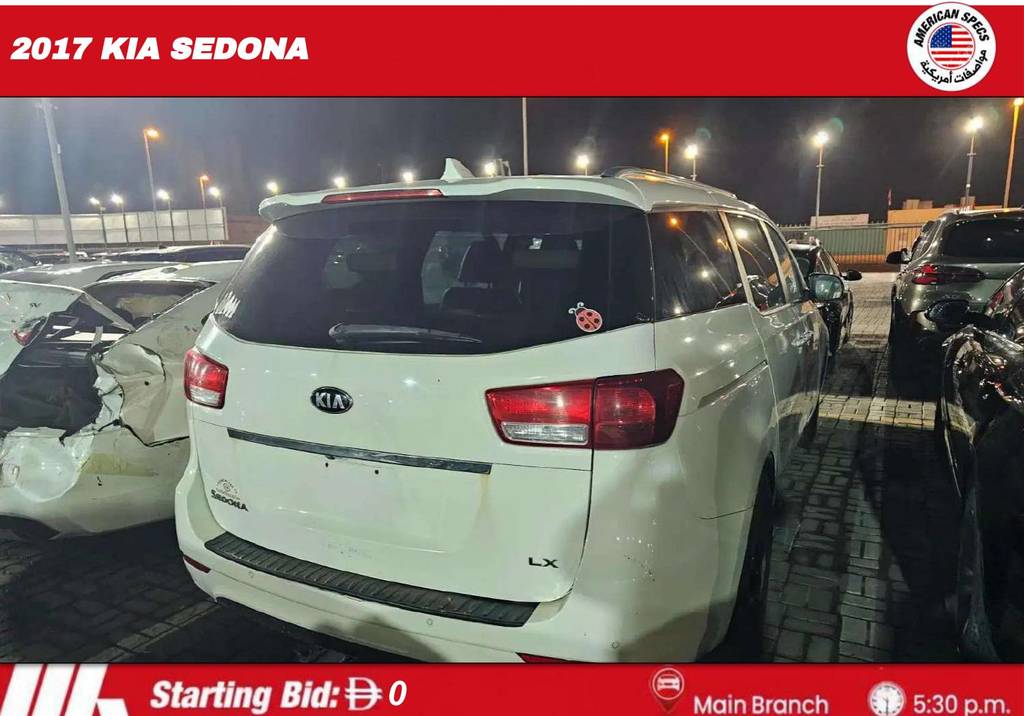 2017 KIA SEDONA
AMERICAN SPECS
مواصفات أمريكية
KIA
SEDONA
LX
Starting Bid: 0
Main Branch
5:30 p.m.